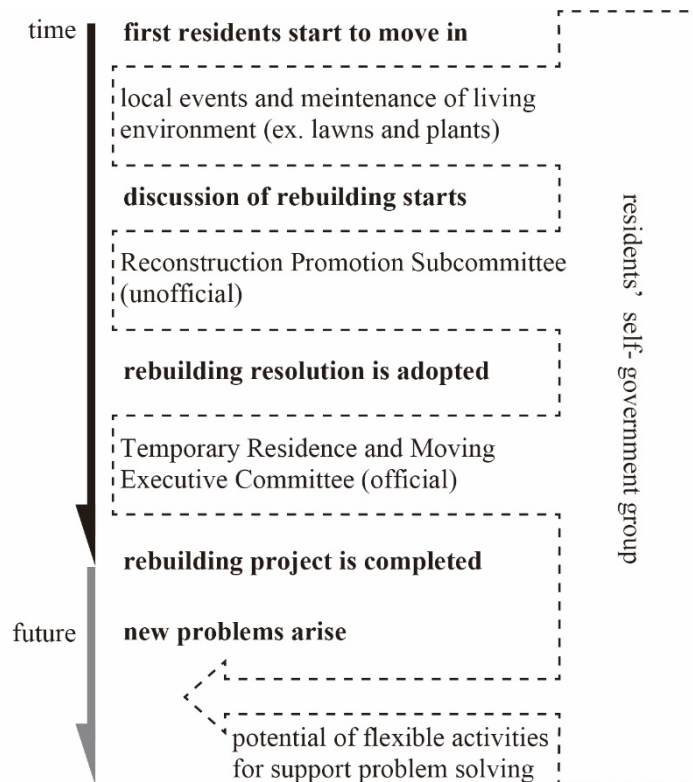 time
first residents start to move in
local events and meintenance of living
environment (ex. lawns and plants)
discussion of rebuilding starts
Reconstruction Promotion Subcommittee
(unofficial)
rebuilding resolution is adopted
Temporary Residence and Moving
Executive Committee (official)
rebuilding project is completed
future
new problems arise
potential of flexible activities
for support problem solving
residents' self- government group